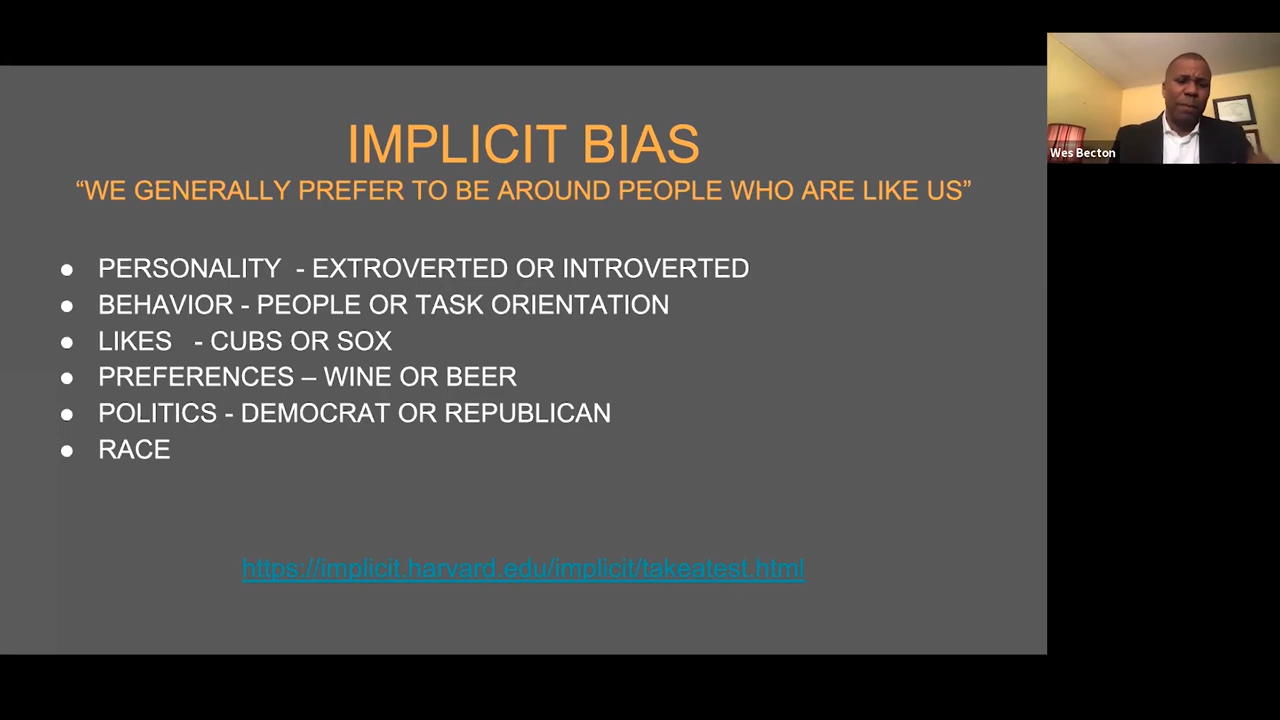 IMPLICIT BIAS
“WE GENERALLY PREFER TO BE AROUND PEOPLE WHO ARE LIKE US”
● PERSONALITY - EXTROVERTED OR INTROVERTED
● BEHAVIOR - PEOPLE OR TASK ORIENTATION
● LIKES - CUBS OR SOX
● PREFERENCES – WINE OR BEER
● POLITICS - DEMOCRAT OR REPUBLICAN
● RACE
https://implicit.harvard.edu/implicit/takeatest.html
Wes Becton